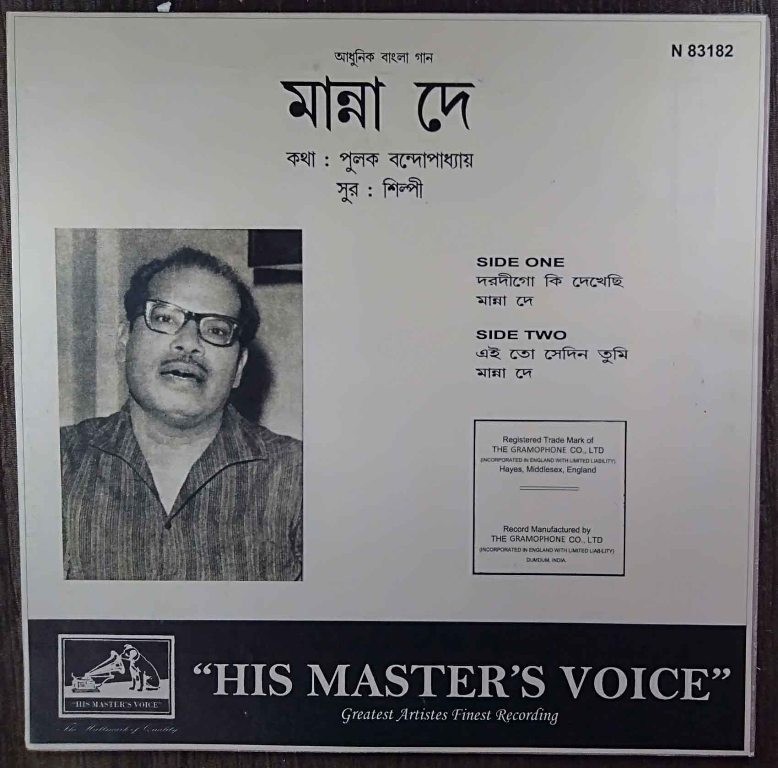 N 83182
আধুনিক বাংলা গান
মান্না দে
কথা : পুলক বন্দোপাধ্যায়
সুর : শিল্পী
SIDE ONE
দরদীগো কি দেখেছি
মান্না দে
SIDE TWO
এই তো সেদিন তুমি
মান্না দে
Registered Trade Mark of
THE GRAMOPHONE CO., LTD
(INCORPORATED IN ENGLAND WITH LIMITED LIABILITY)
Hayes, Middlesex, England
Record Manufactured by
THE GRAMOPHONE CO., LTD
(INCORPORATED IN ENGLAND WITH LIMITED LIABILITY)
DUMDUM, INDIA.
"HIS MASTER'S VOICE"
The Hallmark of Quality
“HIS MASTER'S VOICE”
Greatest Artistes Finest Recording